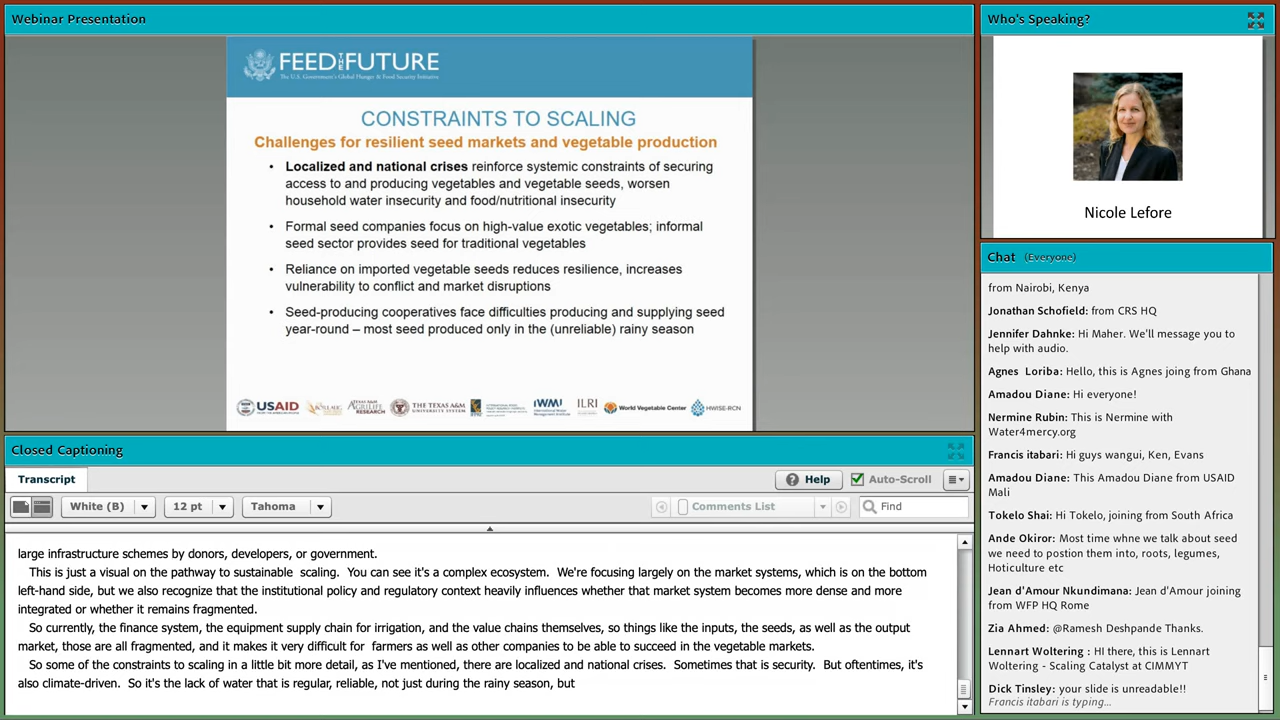 Webinar Presentation
FEED THE FUTURE
The U.S. Government's Global Hunger & Food Security Initiative
CONSTRAINTS TO SCALING
Challenges for resilient seed markets and vegetable production
• Localized and national crises reinforce systemic constraints of securing
access to and producing vegetables and vegetable seeds, worsen
household water insecurity and food/nutritional insecurity
• Formal seed companies focus on high-value exotic vegetables; informal
seed sector provides seed for traditional vegetables
• Reliance on imported vegetable seeds reduces resilience, increases
vulnerability to conflict and market disruptions
• Seed-producing cooperatives face difficulties producing and supplying seed
year-round – most seed produced only in the (unreliable) rainy season
USAID
TEXAS A&M
AGRILIFE
RESEARCH
THE TEXAS A&M
UNIVERSITY SYSTEM
IWMI
International Water
Management Institute
ILRI
World Vegetable Center
HWISE-RCN
Closed Captioning
Transcript
Help
Auto-Scroll
White (B)
12 pt
Tahoma
Comments List
Find
large infrastructure schemes by donors, developers, or government.
This is just a visual on the pathway to sustainable scaling. You can see it's a complex ecosystem. We're focusing largely on the market systems, which is on the bottom
left-hand side, but we also recognize that the institutional policy and regulatory context heavily influences whether that market system becomes more dense and more
integrated or whether it remains fragmented.
So currently, the finance system, the equipment supply chain for irrigation, and the value chains themselves, so things like the inputs, the seeds, as well as the output
market, those are all fragmented, and it makes it very difficult for farmers as well as other companies to be able to succeed in the vegetable markets.
So some of the constraints to scaling in a little bit more detail, as I've mentioned, there are localized and national crises. Sometimes that is security. But oftentimes, it's
also climate-driven. So it's the lack of water that is regular, reliable, not just during the rainy season, but
Who's Speaking?
Nicole Lefore
Chat (Everyone)
from Nairobi, Kenya
Jonathan Schofield: from CRS HQ
Jennifer Dahnke: Hi Maher. We'll message you to
help with audio.
Agnes Loriba: Hello, this is Agnes joing from Ghana
Amadou Diane: Hi everyone!
Nermine Rubin: This is Nermine with
Water4mercy.org
Francis itabari: Hi guys wangui, Ken, Evans
Amadou Diane: This Amadou Diane from USAID
Mali
Tokelo Shai: Hi Tokelo, joining from South Africa
Ande Okiror: Most time whne we talk about seed
we need to postion them into, roots, legumes,
Hoticulture etc
Jean d'Amour Nkundimana: Jean d'Amour joining
from WFP HQ Rome
Zia Ahmed: @Ramesh Deshpande Thanks.
Lennart Woltering : HI there, this is Lennart
Woltering - Scaling Catalyst at CIMMYT
Dick Tinsley: your slide is unreadable!!
Francis itabari is typing...